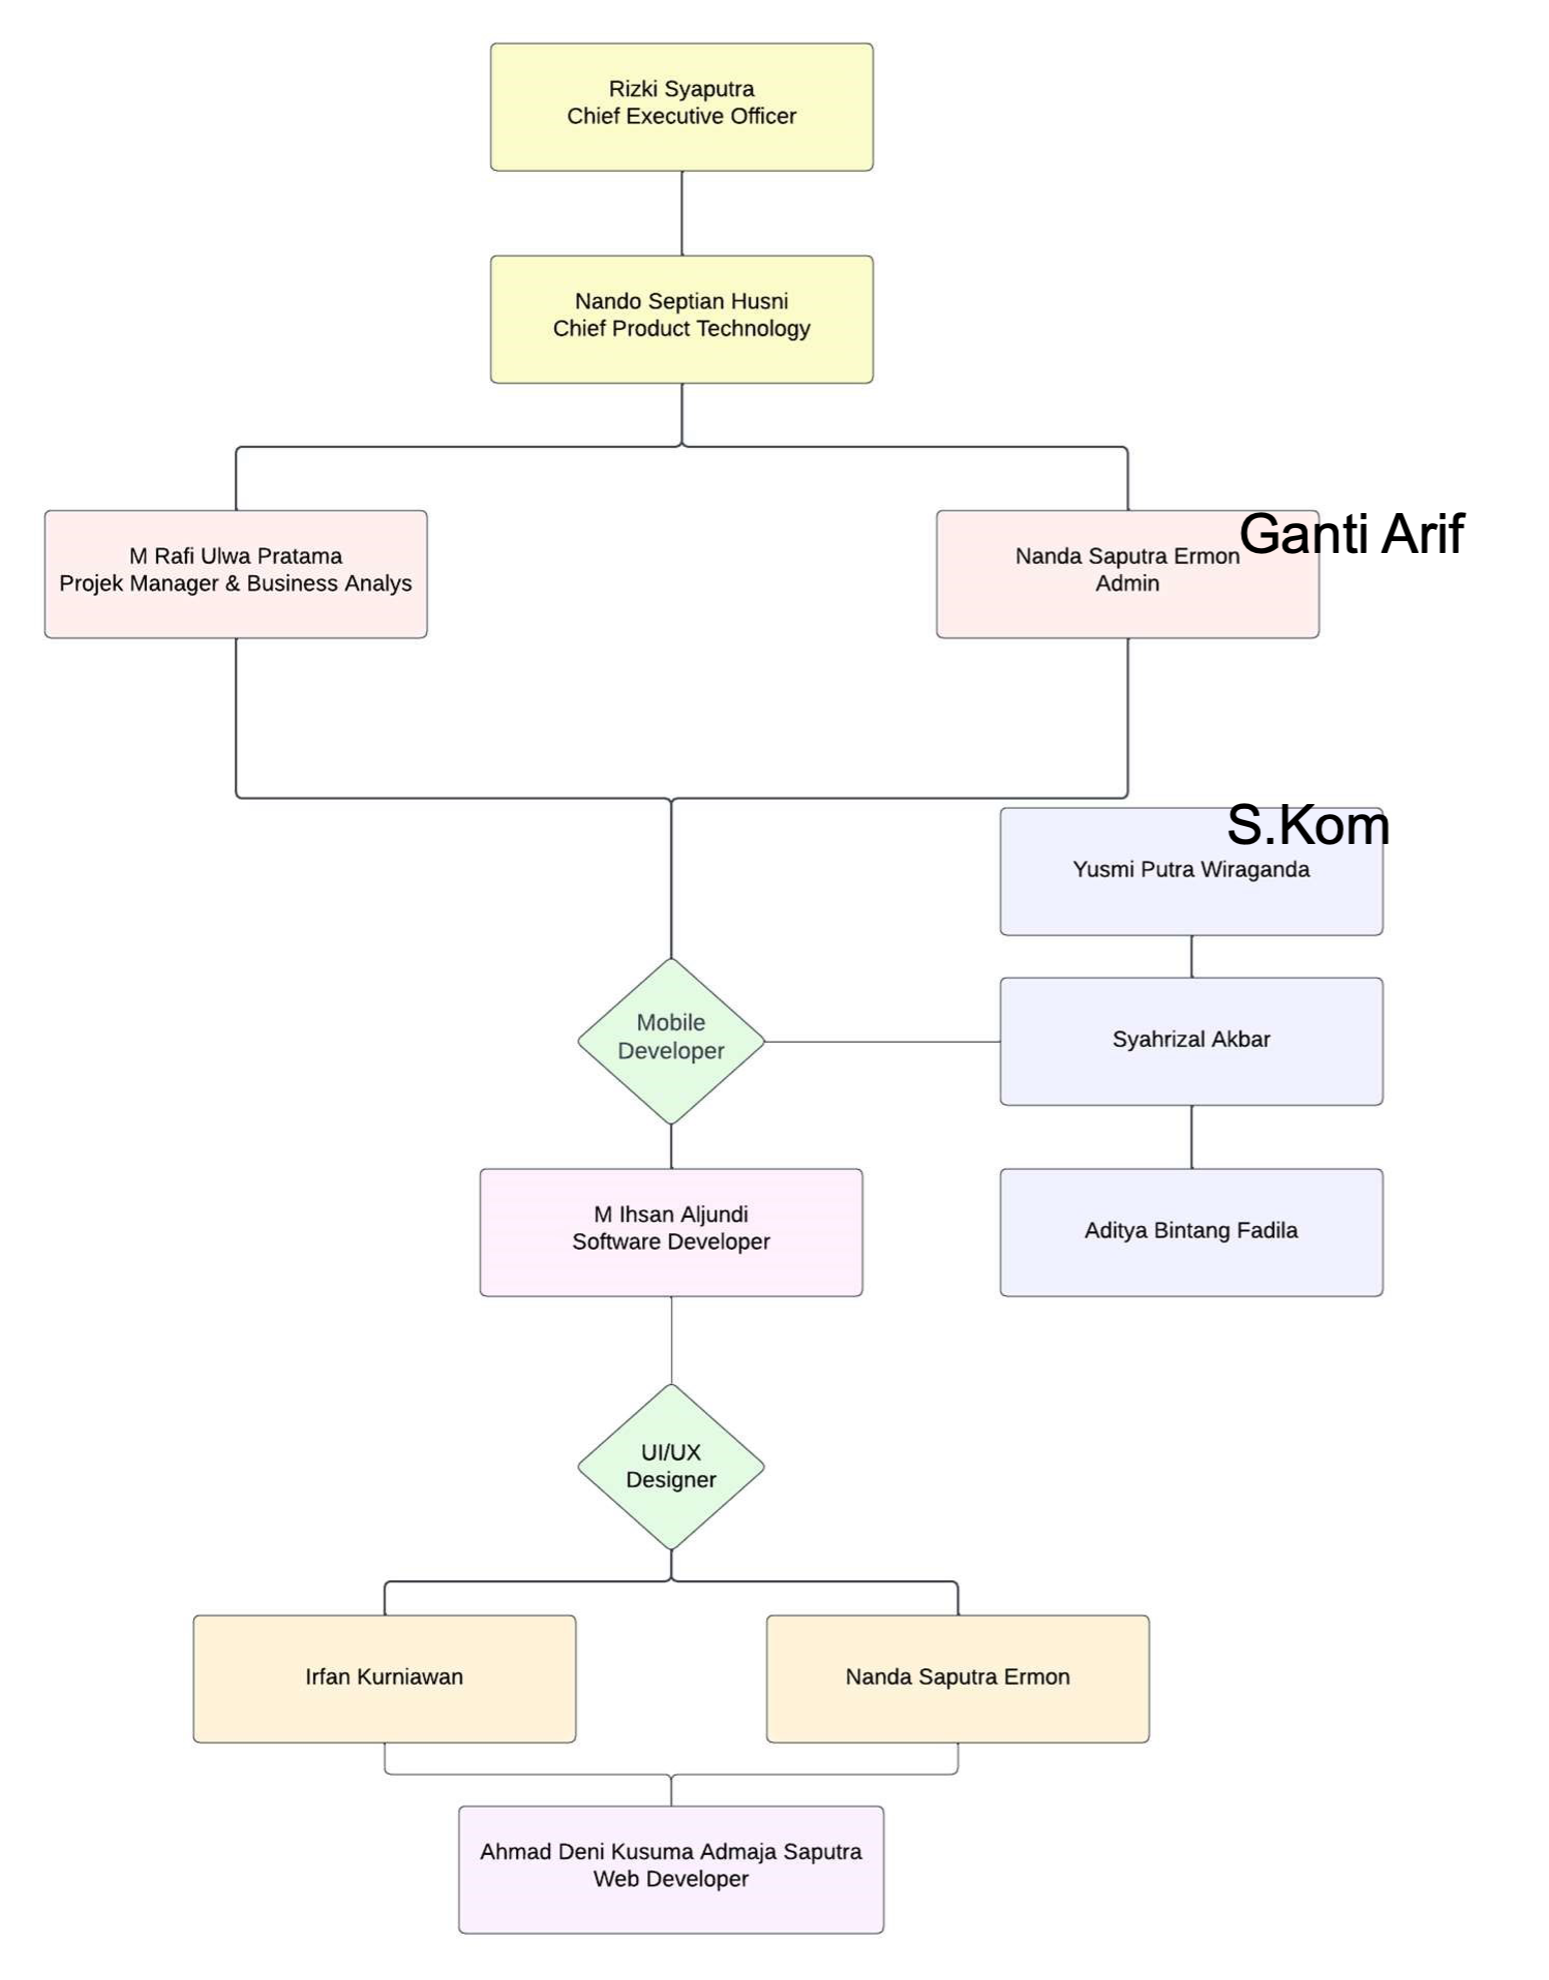 Rizki Syaputra
Chief Executive Officer
Nando Septian Husni
Chief Product Technology
M Rafi Ulwa Pratama
Projek Manager & Business Analys
Ganti Arif
Nanda Saputra Ermon
Admin
S.Kom
Yusmi Putra Wiraganda
Mobile
Developer
Syahrizal Akbar
M Ihsan Aljundi
Software Developer
Aditya Bintang Fadila
UI/UX
Designer
Irfan Kurniawan
Nanda Saputra Ermon
Ahmad Deni Kusuma Admaja Saputra
Web Developer